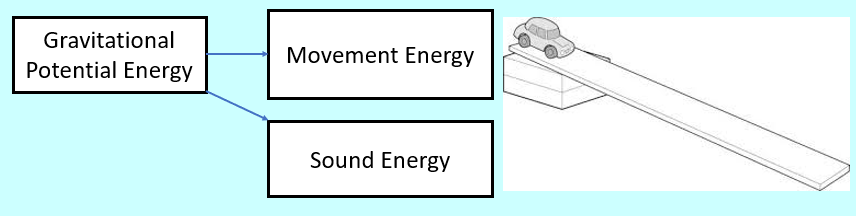 Gravitational
Potential Energy
Movement Energy
Sound Energy